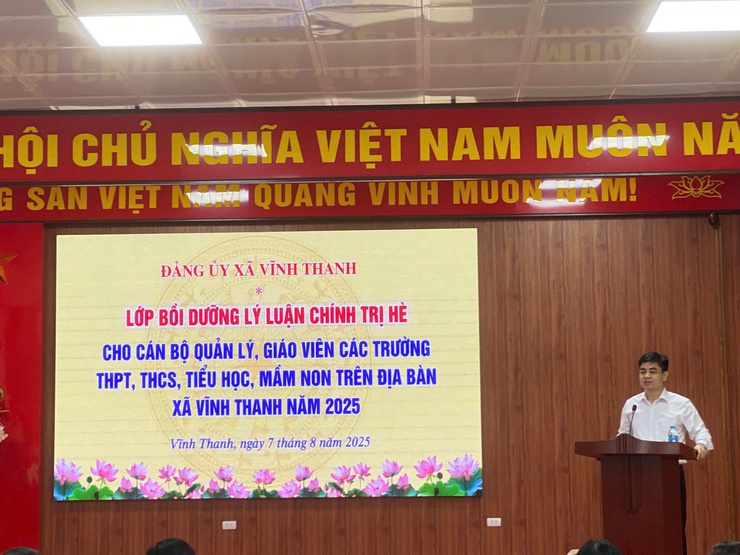 HỘI CHỦ NGHĨA VIỆT NAM MUÔN NĂ
G SẢN VIỆT NAM QUANG VINH MUÔN NĂM!
ĐẢNG ỦY XÃ VĨNH THANH
*
LỚP BỒI DƯỠNG LÝ LUẬN CHÍNH TRỊ HÈ
CHO CÁN BỘ QUẢN LÝ, GIÁO VIÊN CÁC TRƯỜNG
THPT, THCS, TIỂU HỌC, MẦM NON TRÊN ĐỊA BÀN
XÃ VĨNH THANH NĂM 2025
Vĩnh Thanh, ngày 7 tháng 8 năm 2025